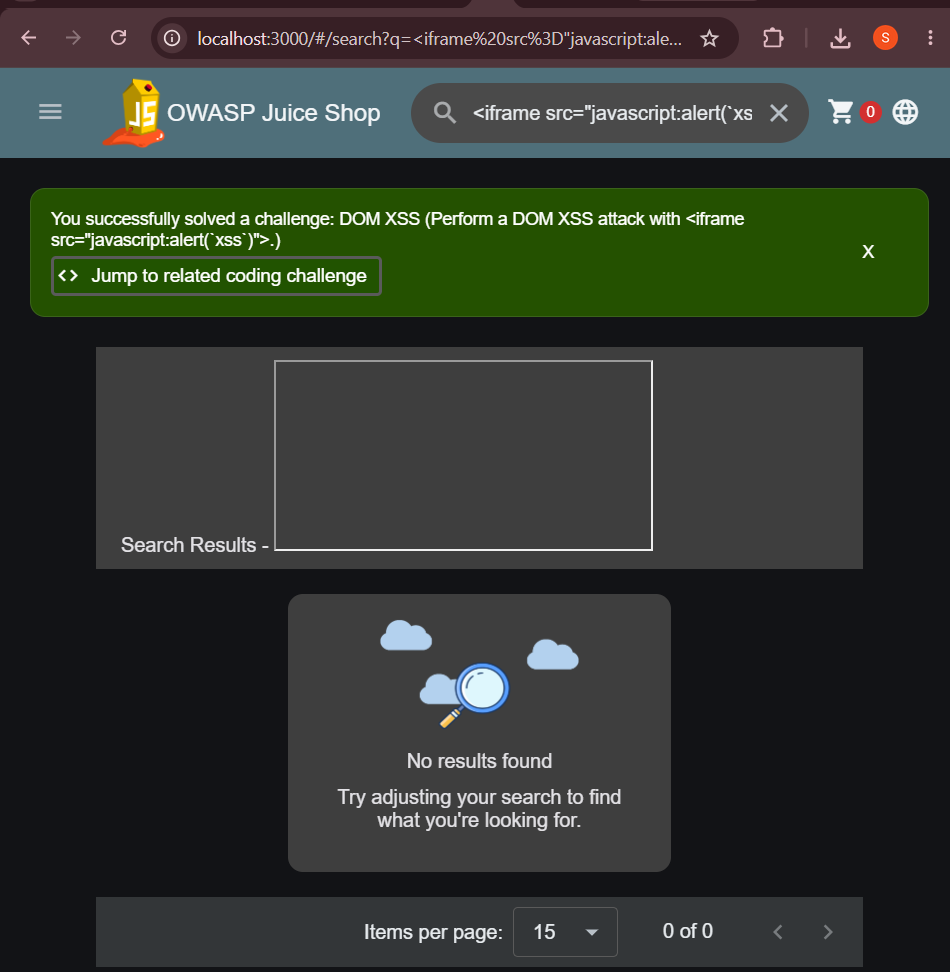 localhost:3000/#/search?q=<iframe%20src%3D"javascript:ale...
S
JS
OWASP Juice Shop
<iframe src="javascript:alert(`xs
0
You successfully solved a challenge: DOM XSS (Perform a DOM XSS attack with <iframe
src="javascript:alert(`xss`)">.)
X
<> Jump to related coding challenge
Search Results -
No results found
Try adjusting your search to find
what you're looking for.
Items per page: 15 0 of 0